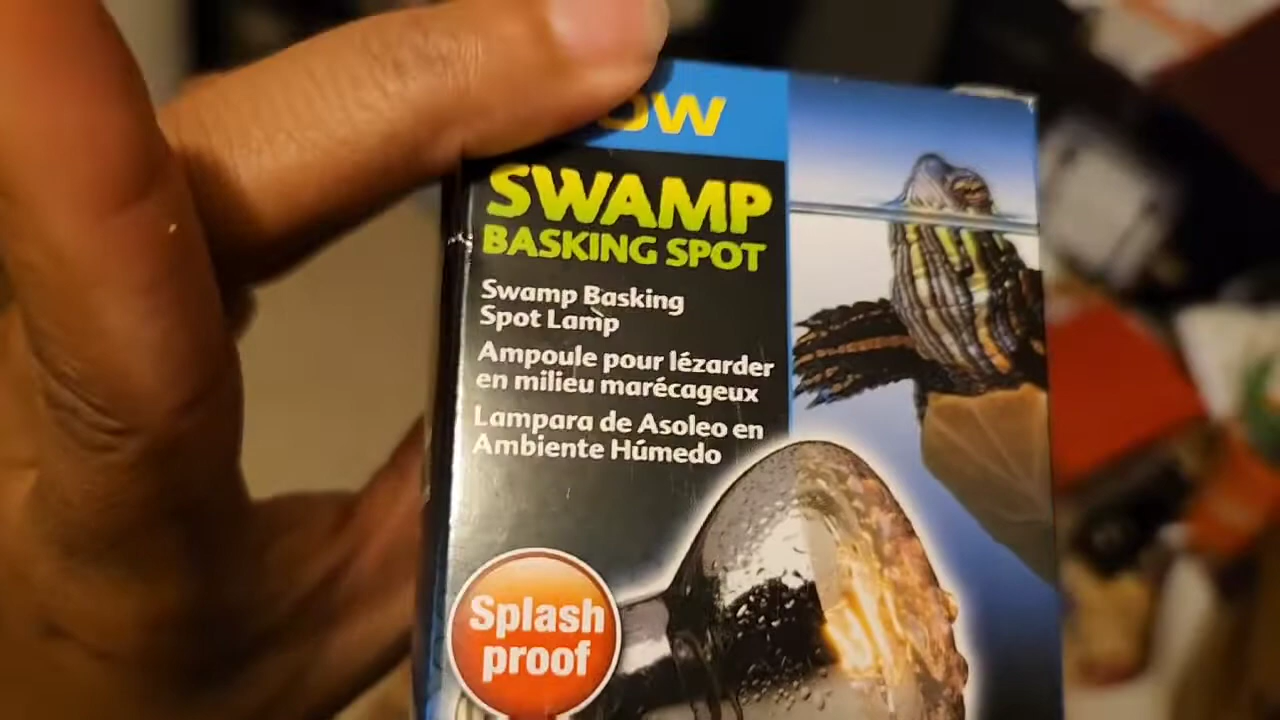 SWAMP
BASKING SPOT
Swamp Basking
Spot Lamp
Ampoule pour lézarder
en milieu marécageux
Lampara de Asoleo en
Ambiente Húmedo
Splash
proof